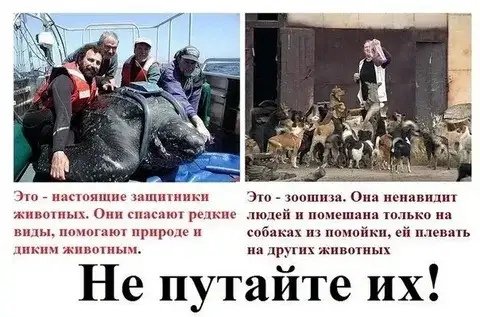 Это - настоящие защитники
животных. Они спасают редкие
виды, помогают природе и
диким животным.
Это - зоошиза. Она ненавидит
людей и помешана только на
собаках из помойки, ей плевать
на других животных
Не путайте их!